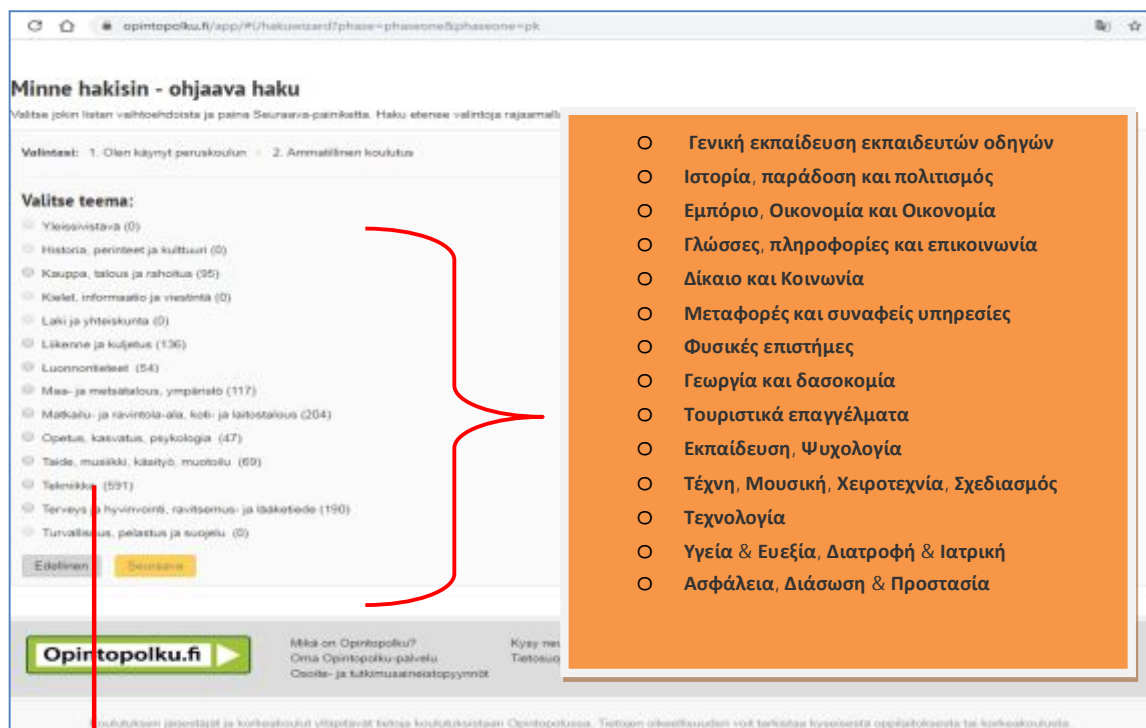 opintopolku.fi/app/#!/hakuwizard?phase=phaseone&phaseone=pk
Minne hakisin - ohjaava haku
Valitse jokin listan vaihtoehdoista ja paina Seuraava-painiketta. Haku etenee valintoja rajaamalla
Valintasi: 1. Olen käynyt peruskoulun 2. Ammatillinen koulutus
Valitse teema:
Yleissivistävä (0)
Historia, perinteet ja kulttuuri (0)
Kauppa, talous ja rahoitus (95)
Kielet, informaatio ja viestintä (0)
Laki ja yhteiskunta (0)
Liikenne ja kuljetus (136)
Luonnontieteet (54)
Maa- ja metsätalous, ympäristö (117)
Matkailu- ja ravintola-ala, koti- ja laitostalous (204)
Opetus, kasvatus, psykologia (47)
Taide, musiikki, käsityö, muotoilu (69)
Tekniikka (591)
Terveys ja hyvinvointi, ravitsemus- ja lääketiede (190)
Turvallisuus, pelastus ja suojelu (0)
Edellinen Seuraava
Γενική εκπαίδευση εκπαιδευτών οδηγών
Ιστορία, παράδοση και πολιτισμός
Εμπόριο, Οικονομία και Οικονομία
Γλώσσες, πληροφορίες και επικοινωνία
Δίκαιο και Κοινωνία
Μεταφορές και συναφείς υπηρεσίες
Φυσικές επιστήμες
Γεωργία και δασοκομία
Τουριστικά επαγγέλματα
Εκπαίδευση, Ψυχολογία
Τέχνη, Μουσική, Χειροτεχνία, Σχεδιασμός
Τεχνολογία
Υγεία & Ευεξία, Διατροφή & Ιατρική
Ασφάλεια, Διάσωση & Προστασία
Opintopolku.fi
Mikä on Opintopolku?
Oma Opintopolku-palvelu
Osoite- ja tutkimusaineistopyynnöt
Kysy neu
Tietosuo
Koulutuksen järjestäjät ja korkeakoulut ylläpitävät tietoja koulutuksistaan Opintopolussa. Tietojen oikeellisuuden voit tarkistaa kyseisestä oppilaitoksesta tai korkeakoulusta.